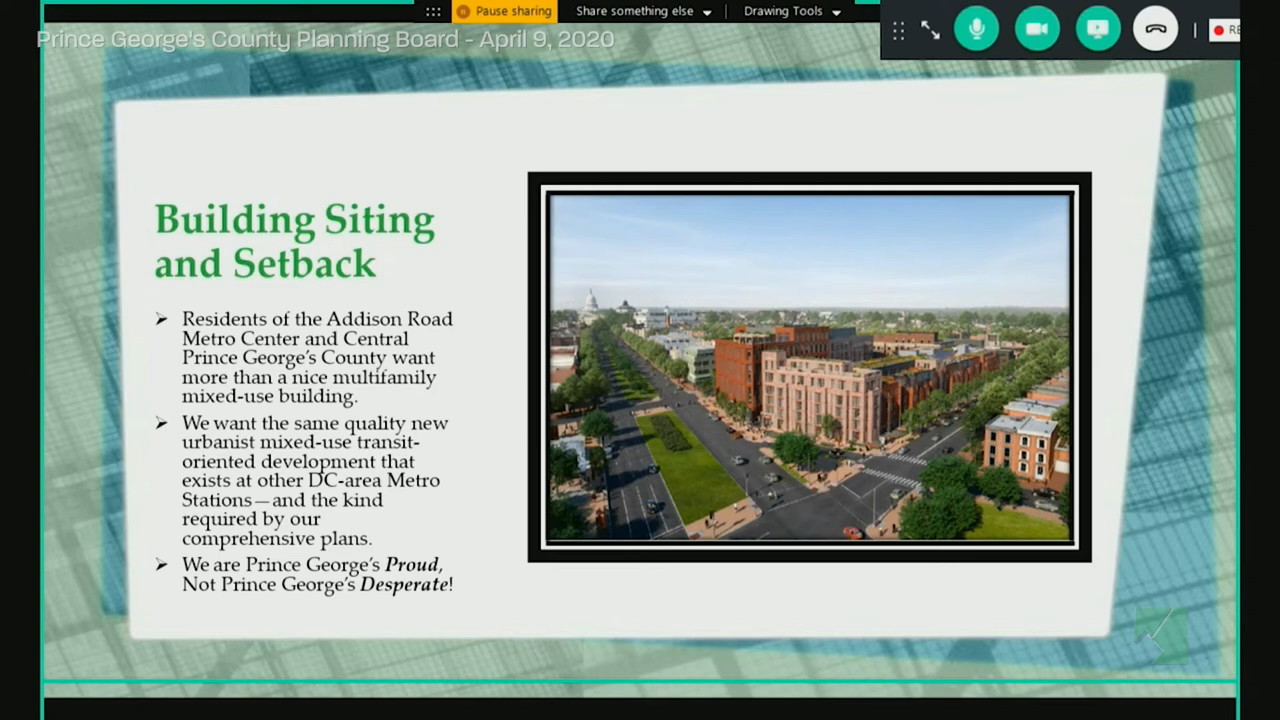 Pause sharing
Share something else
Drawing Tools
Prince George's County Planning Board - April 9, 2020
Building Siting
and Setback
Residents of the Addison Road
Metro Center and Central
Prince George's County want
more than a nice multifamily
mixed-use building.
We want the same quality new
urbanist mixed-use transit-
oriented development that
exists at other DC-area Metro
Stations—and the kind
required by our
comprehensive plans.
We are Prince George's Proud,
Not Prince George's Desperate!